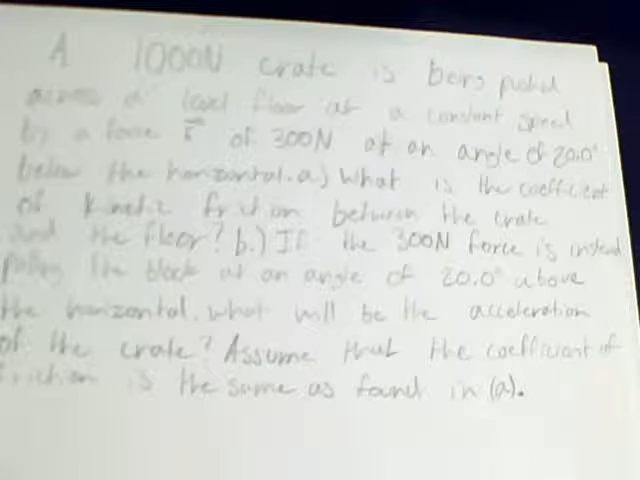 A 1000N crate is being pushed
across a level floor at a constant speed
by a force F of 300N at an angle of 20.0°
below the horizontal. a.) What is the coefficient
of kinetic friction between the crate
and the floor? b.) If the 300N force is instead
pulling the block at an angle of 20.0° above
the horizontal, what will be the acceleration
of the crate? Assume that the coefficient of
friction is the same as found in (a).